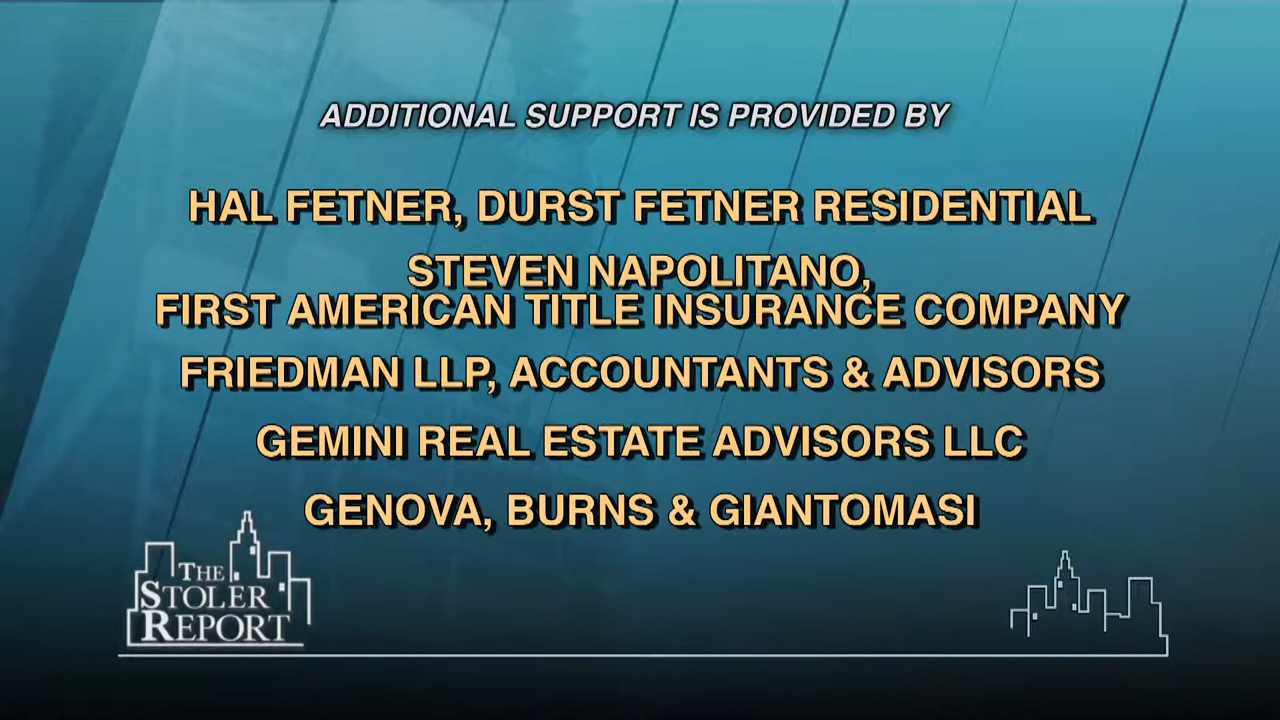 ADDITIONAL SUPPORT IS PROVIDED BY
HAL FETNER, DURST FETNER RESIDENTIAL
STEVEN NAPOLITANO,
FIRST AMERICAN TITLE INSURANCE COMPANY
FRIEDMAN LLP, ACCOUNTANTS & ADVISORS
GEMINI REAL ESTATE ADVISORS LLC
GENOVA, BURNS & GIANTOMASI
THE
STOLER
REPORT